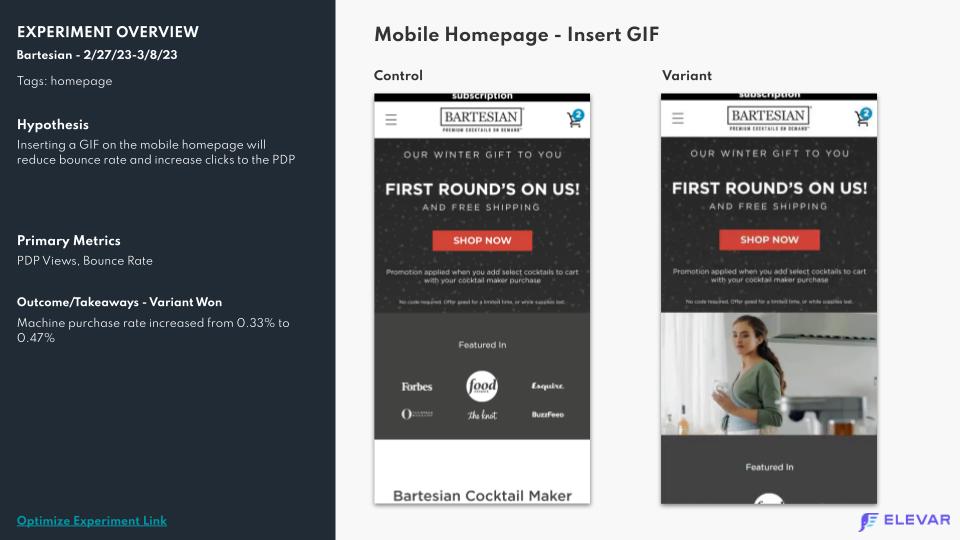 EXPERIMENT OVERVIEW
Bartesian - 2/27/23-3/8/23
Tags: homepage
Hypothesis
Inserting a GIF on the mobile homepage will
reduce bounce rate and increase clicks to the PDP
Primary Metrics
PDP Views, Bounce Rate
Outcome/Takeaways - Variant Won
Machine purchase rate increased from 0.33% to
0.47%
Optimize Experiment Link
Mobile Homepage - Insert GIF
Control
subscription
BARTESIAN
PREMIUM COCKTAILS ON DEMAND
2
OUR WINTER GIFT TO YOU
FIRST ROUND'S ON US!
AND FREE SHIPPING
SHOP NOW
Promotion applied when you add select cocktails to cart
with your cocktail maker purchase
No code required. Offer good for a limited time, or while supplies last.
Featured In
Forbes
food
Esquire
the knot
BuzzFeed
Bartesian Cocktail Maker
Variant
subscription
BARTESIAN
PREMIUM COCKTAILS ON DEMAND
2
OUR WINTER GIFT TO YOU
FIRST ROUND'S ON US!
AND FREE SHIPPING
SHOP NOW
Promotion applied when you add select cocktails to cart
with your cocktail maker purchase
No code required. Offer good for a limited time, or while supplies last.
Featured In
ELEVAR